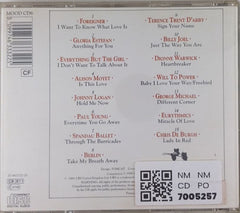 MOOD CD6
FOREIGNER
I Want To Know What Love Is
GLORIA ESTEFAN
Anything For You
EVERYTHING BUT THE GIRL
I Don't Want To Talk About It
ALISON MOYET
Is This Love
JOHNNY LOGAN
Hold Me Now
PAUL YOUNG
Everytime You Go Away
SPANDAU BALLET
Through The Barricades
BERLIN
Take My Breath Away
TERENCE TRENT D'ARBY
Sign Your Name
BILLY JOEL
Just The Way You Are
DIONNE WARWICK
Heartbreaker
WILL TO POWER
Baby I Love Your Way/Freebird
GEORGE MICHAEL
Different Corner
EURYTHMICS
Miracle Of Love
CHRIS DE BURGH
Lady In Red
CF
NM NM
CD PO
7005257